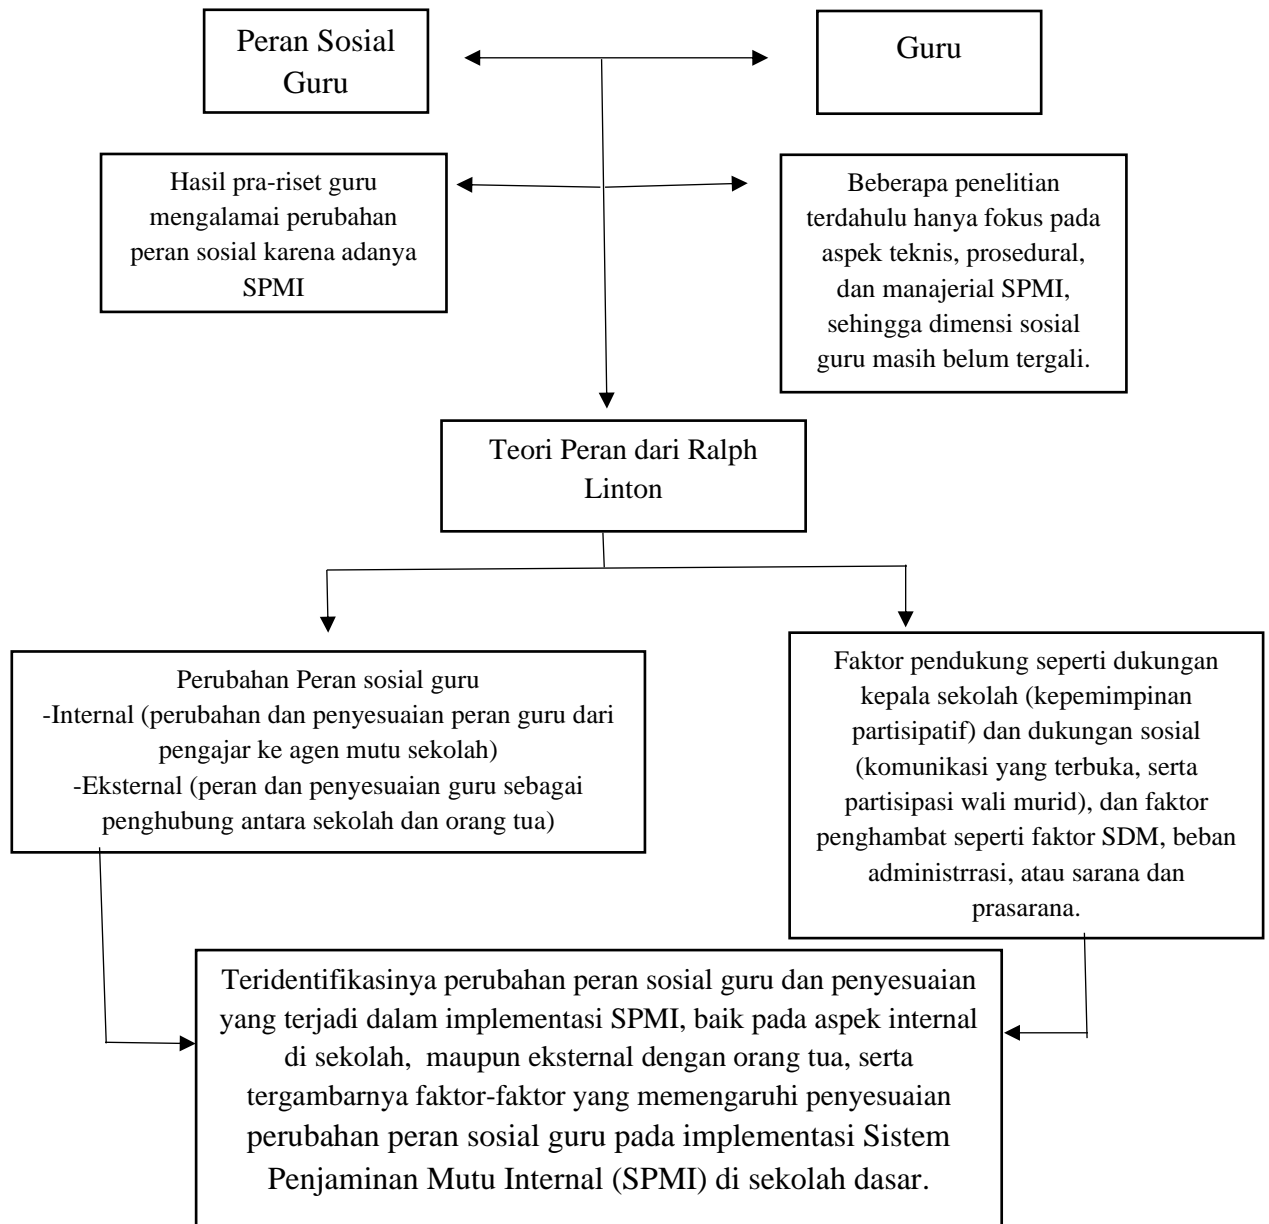 Peran Sosial
Guru
Guru
Hasil pra-riset guru
mengalamai perubahan
peran sosial karena adanya
SPMI
Beberapa penelitian
terdahulu hanya fokus pada
aspek teknis, prosedural,
dan manajerial SPMI,
sehingga dimensi sosial
guru masih belum tergali.
Teori Peran dari Ralph
Linton
Perubahan Peran sosial guru
-Internal (perubahan dan penyesuaian peran guru dari
pengajar ke agen mutu sekolah)
-Eksternal (peran dan penyesuaian guru sebagai
penghubung antara sekolah dan orang tua)
Faktor pendukung seperti dukungan
kepala sekolah (kepemimpinan
partisipatif) dan dukungan sosial
(komunikasi yang terbuka, serta
partisipasi wali murid), dan faktor
penghambat seperti faktor SDM, beban
administrrasi, atau sarana dan
prasarana.
Teridentifikasinya perubahan peran sosial guru dan penyesuaian
yang terjadi dalam implementasi SPMI, baik pada aspek internal
di sekolah, maupun eksternal dengan orang tua, serta
tergambarnya faktor-faktor yang memengaruhi penyesuaian
perubahan peran sosial guru pada implementasi Sistem
Penjaminan Mutu Internal (SPMI) di sekolah dasar.